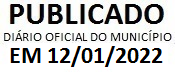 PUBLICADO
DIÁRIO OFICIAL DO MUNICÍPIO
EM 12/01/2022